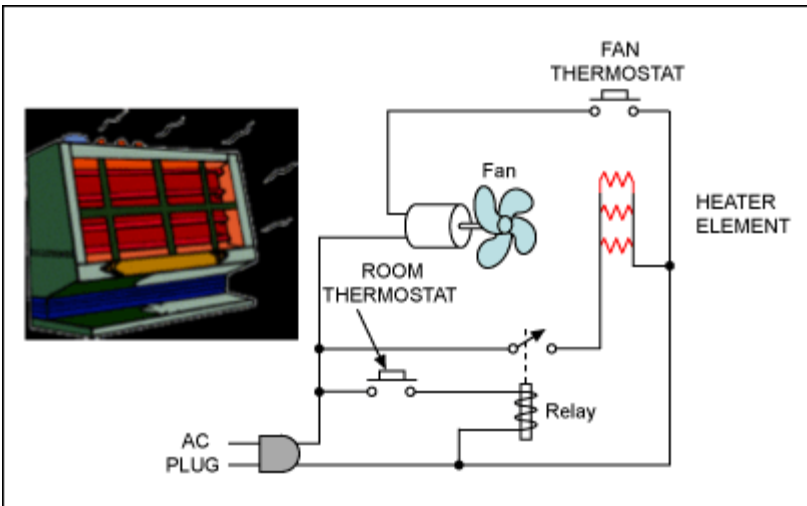 FAN
THERMOSTAT
Fan
HEATER
ELEMENT
ROOM
THERMOSTAT
Relay
AC
PLUG